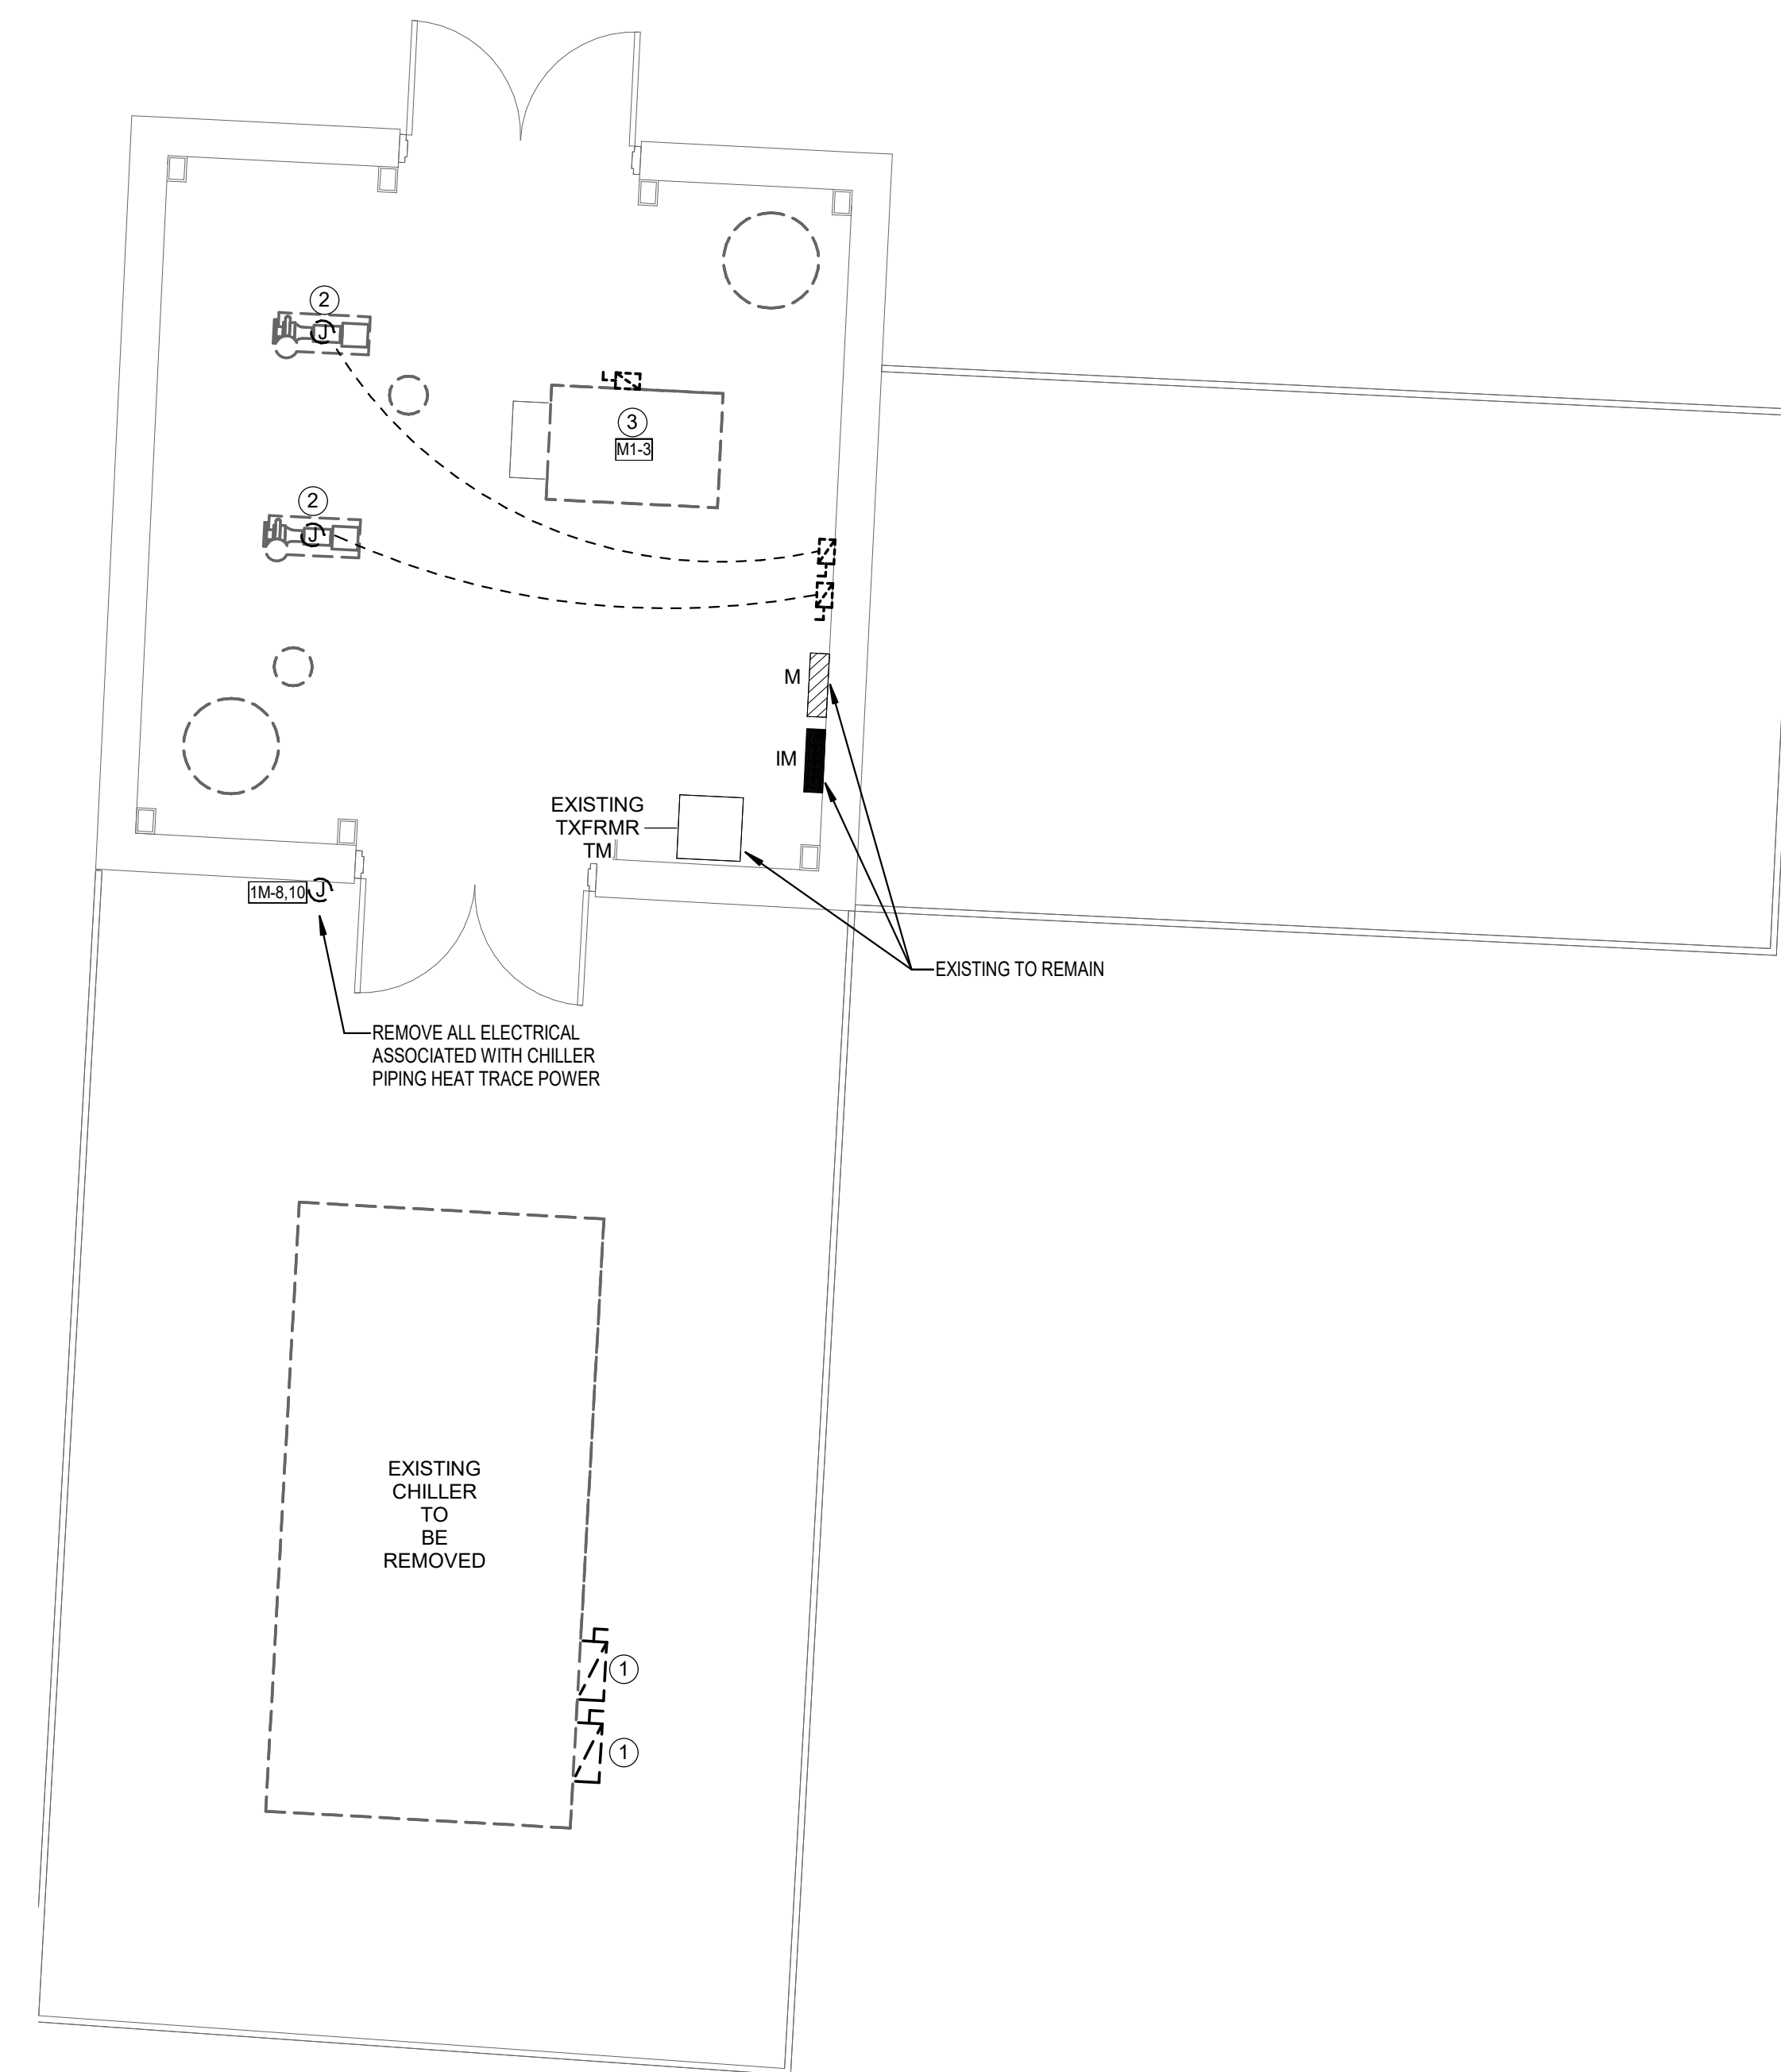 2
J
3
M1-3
2
J
M
IM
EXISTING
TXFRMR
TM
1M-8,10
J
EXISTING TO REMAIN
REMOVE ALL ELECTRICAL
ASSOCIATED WITH CHILLER
PIPING HEAT TRACE POWER
EXISTING
CHILLER
TO
BE
REMOVED
1
1